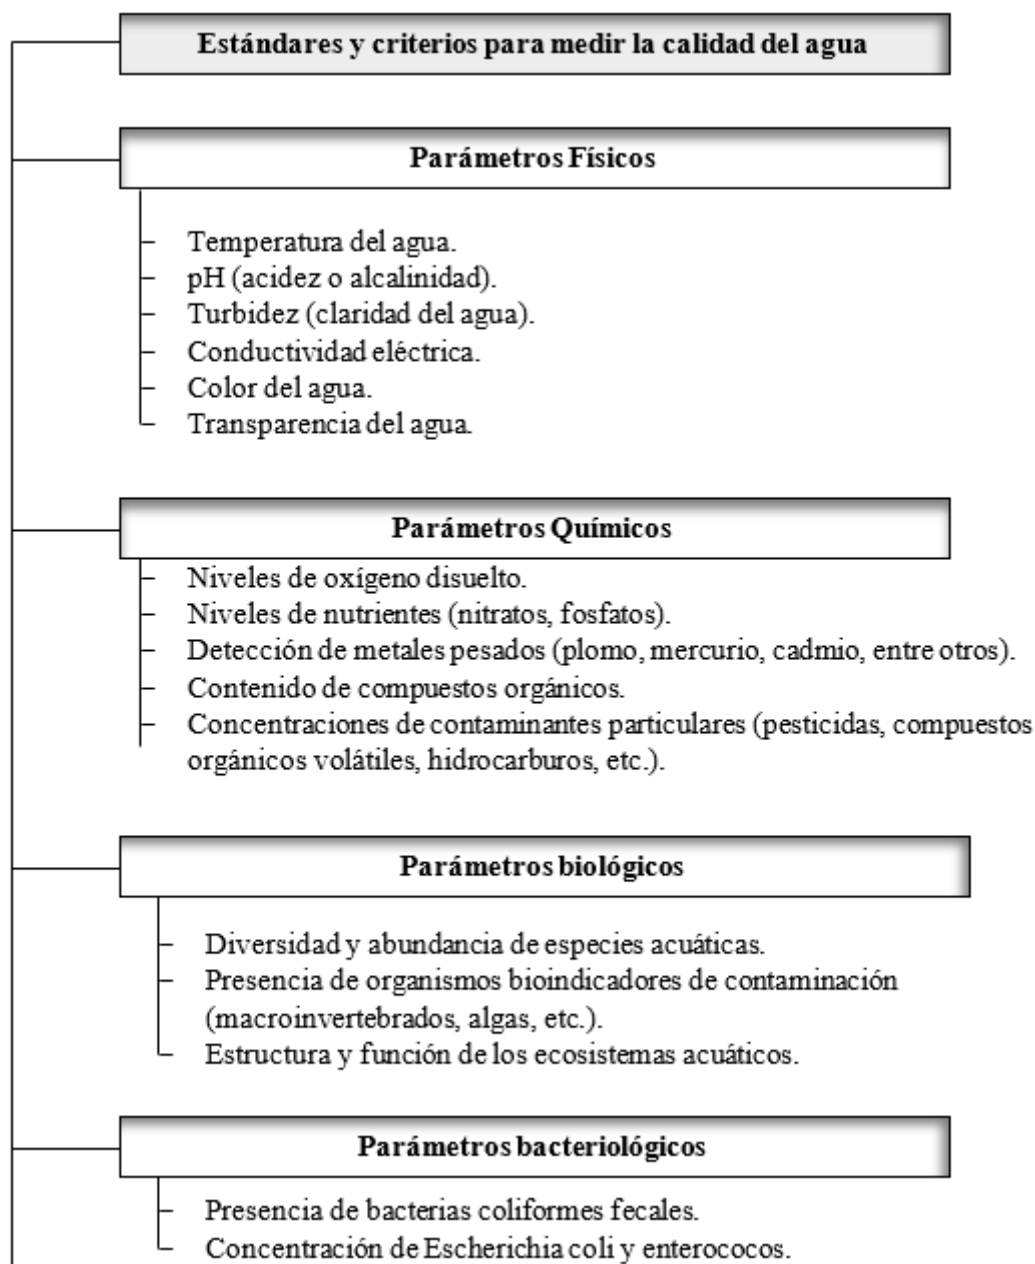 Estándares y criterios para medir la calidad del agua
Parámetros Físicos
Temperatura del agua.
pH (acidez o alcalinidad).
Turbidez (claridad del agua).
Conductividad eléctrica.
Color del agua.
Transparencia del agua.
Parámetros Químicos
Niveles de oxígeno disuelto.
Niveles de nutrientes (nitratos, fosfatos).
Detección de metales pesados (plomo, mercurio, cadmio, entre otros).
Contenido de compuestos orgánicos.
Concentraciones de contaminantes particulares (pesticidas, compuestos
orgánicos volátiles, hidrocarburos, etc.).
Parámetros biológicos
Diversidad y abundancia de especies acuáticas.
Presencia de organismos bioindicadores de contaminación
(macroinvertebrados, algas, etc.).
Estructura y función de los ecosistemas acuáticos.
Parámetros bacteriológicos
Presencia de bacterias coliformes fecales.
Concentración de Escherichia coli y enterococos.